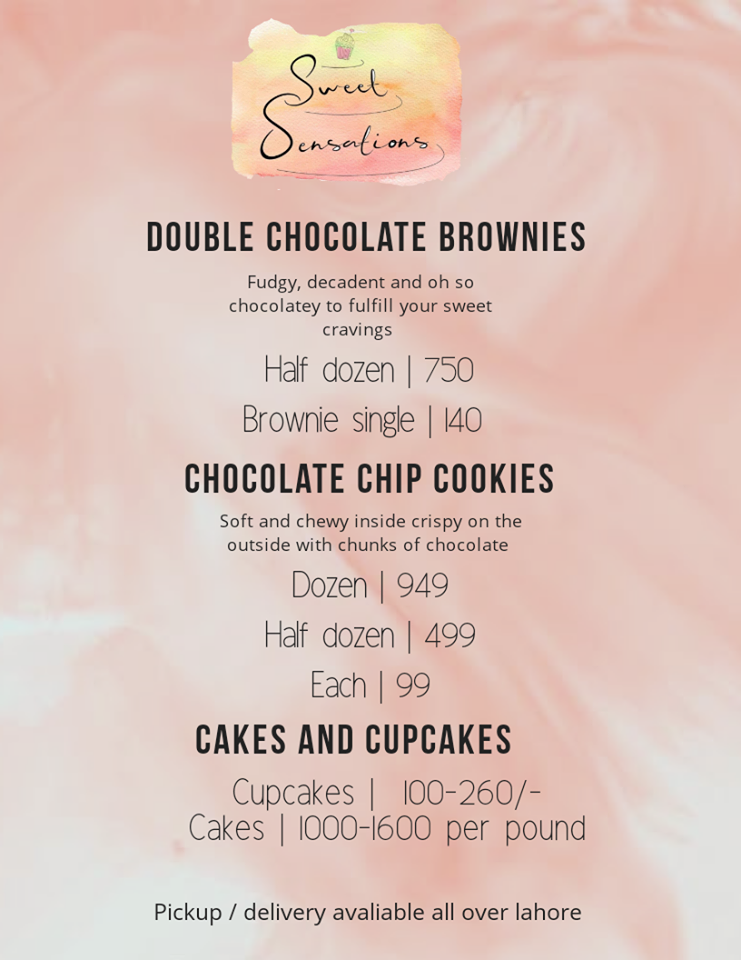 Sweet
Sensations
DOUBLE CHOCOLATE BROWNIES
Fudgy, decadent and oh so
chocolatey to fulfill your sweet
cravings
Half dozen | 750
Brownie single | 140
CHOCOLATE CHIP COOKIES
Soft and chewy inside crispy on the
outside with chunks of chocolate
Dozen | 949
Half dozen | 499
Each | 99
CAKES AND CUPCAKES
Cupcakes | 100-260/-
Cakes | 1000-1600 per pound
Pickup / delivery avaliable all over lahore